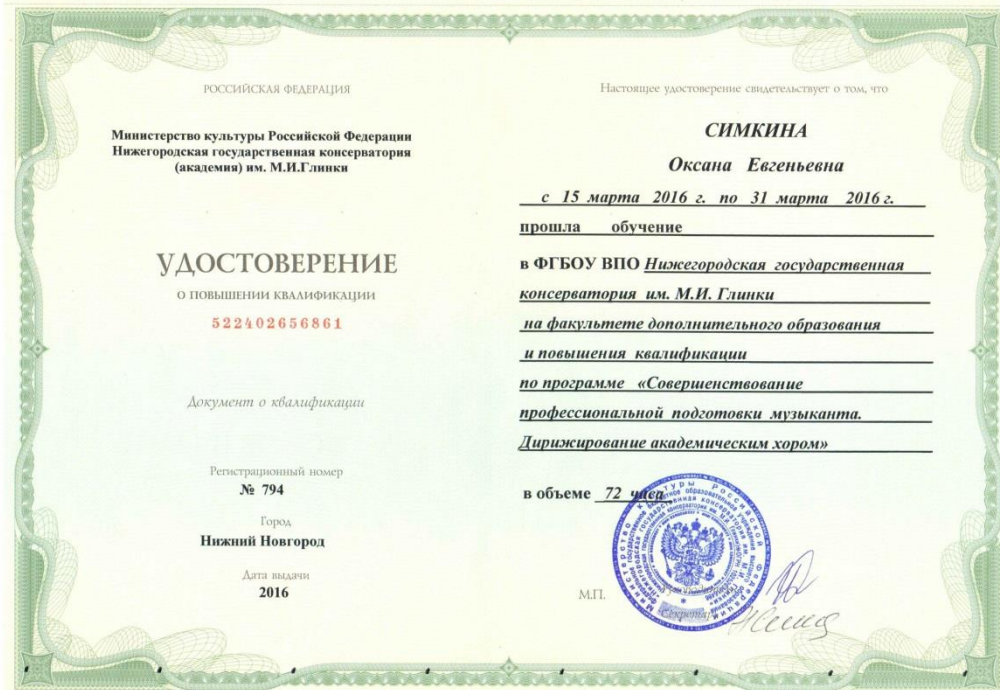 РОССИЙСКАЯ ФЕДЕРАЦИЯ
Министерство культуры Российской Федерации
Нижегородская государственная консерватория
(академия) им. М.И.Глинки
УДОСТОВЕРЕНИЕ
О ПОВЫШЕНИИ КВАЛИФИКАЦИИ
522402656861
Документ о квалификации
Регистрационный номер
№ 794
Город
Нижний Новгород
Дата выдачи
2016
Настоящее удостоверение свидетельствует о том, что
СИМКИНА
Оксана Евгеньевна
с 15 марта 2016 г. по 31 марта 2016 г.
прошла обучение
в ФГБОУ ВПО Нижегородская государственная
консерватория им. М.И. Глинки
на факультете дополнительного образования
и повышения квалификации
по программе «Совершенствование
профессиональной подготовки музыканта.
Дирижирование академическим хором»
в объеме 72 часа
М.П.
Секретарь